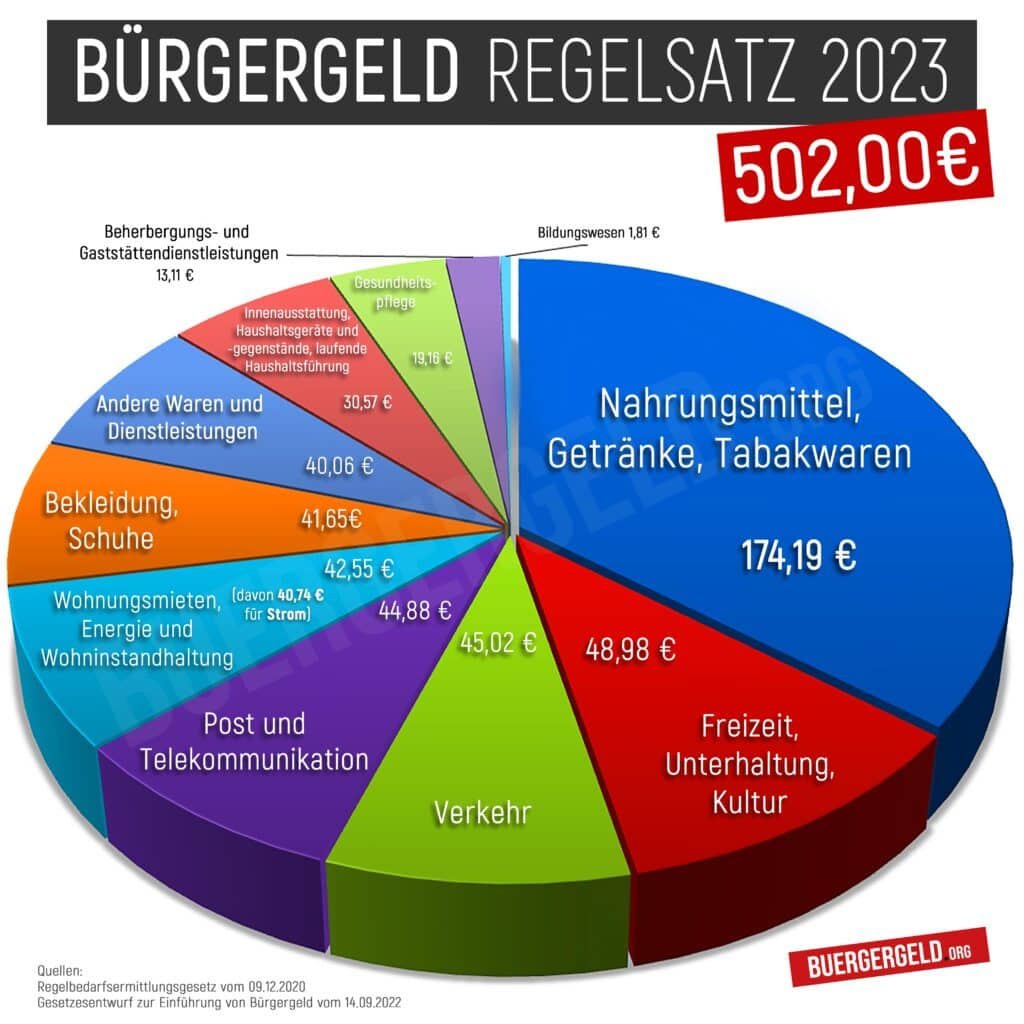 BÜRGERGELD REGELSATZ 2023
502,00€
Beherbergungs- und
Gaststättendienstleistungen
13,11 €
Bildungswesen 1,81 €
Gesundheits-
pflege
19,16 €
Innenausstattung,
Haushaltsgeräte und
-gegenstände, laufende
Haushaltsführung
30,57 €
Andere Waren und
Dienstleistungen
40,06 €
Bekleidung,
Schuhe
41,65€
42,55 €
Wohnungsmieten,
Energie und
Wohninstandhaltung
(davon 40,74 €
für Strom)
44,88 €
Post und
Telekommunikation
45,02 €
Verkehr
48,98 €
Freizeit,
Unterhaltung,
Kultur
Nahrungsmittel,
Getränke, Tabakwaren
174,19 €
BUERGERGELD.ORG
Quellen:
Regelbedarfsermittlungsgesetz vom 09.12.2020
Gesetzesentwurf zur Einführung von Bürgergeld vom 14.09.2022
BUERGERGELD.ORG